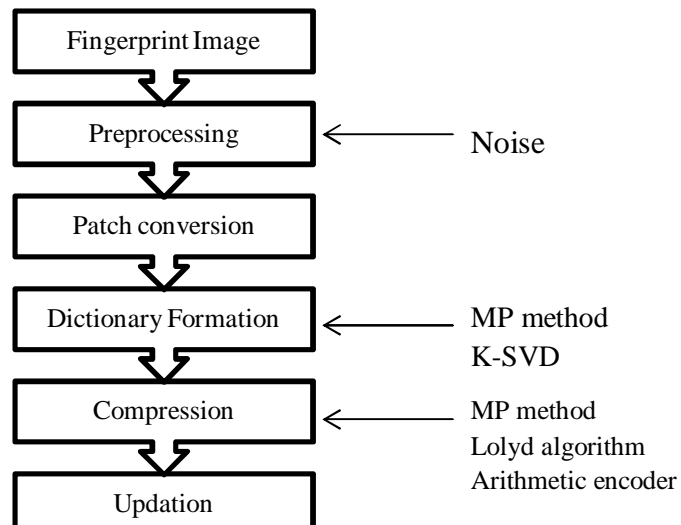 Fingerprint Image
Preprocessing
Noise
Patch conversion
Dictionary Formation
MP method
K-SVD
Compression
MP method
Lolyd algorithm
Arithmetic encoder
Updation